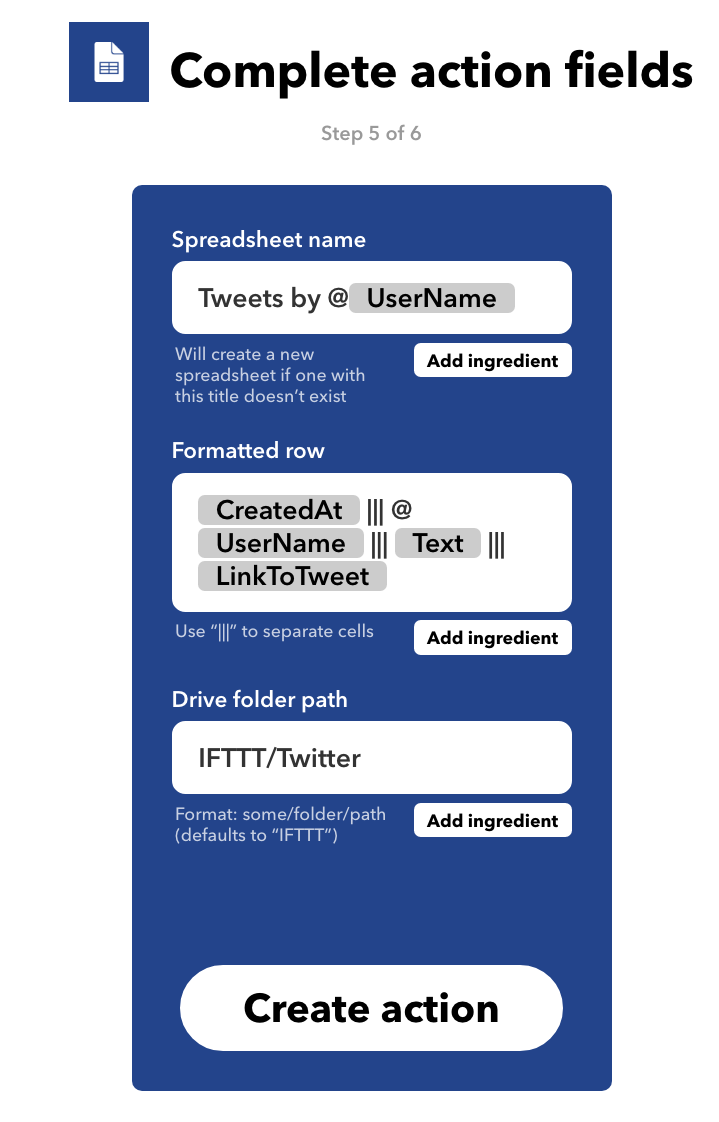 Complete action fields
Step 5 of 6
Spreadsheet name
Tweets by @ UserName
Will create a new
spreadsheet if one with
this title doesn’t exist
Add ingredient
Formatted row
CreatedAt ||| @
UserName ||| Text |||
LinkToTweet
Use “|||” to separate cells
Add ingredient
Drive folder path
IFTTT/Twitter
Format: some/folder/path
(defaults to “IFTTT”)
Add ingredient
Create action